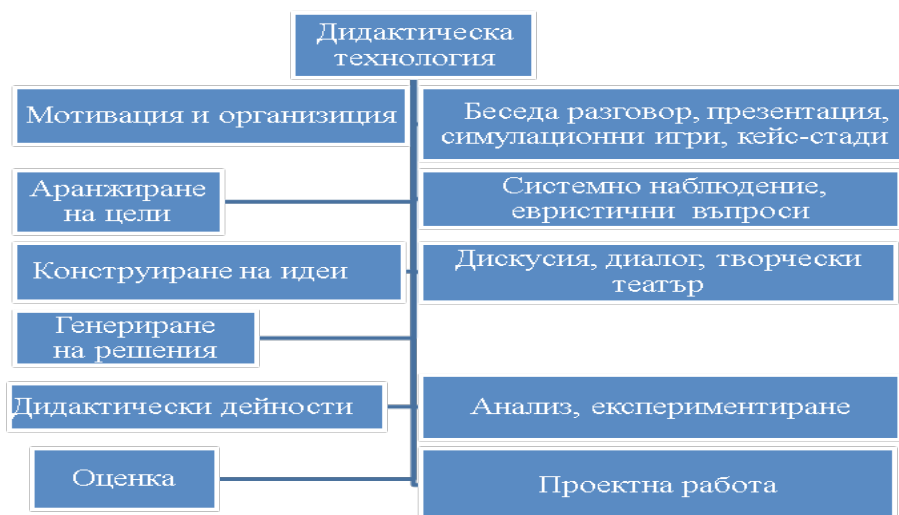 Дидактическа
технология
Мотивация и организиция
Беседа разговор, презентация,
симулационни игри, кейс-стади
Аранжиране
на цели
Системно наблюдение,
евристични въпроси
Конструиране на идеи
Дискусия, диалог, творчески
театър
Генериране
на решения
Дидактически дейности
Анализ, експериментиране
Оценка
Проектна работа